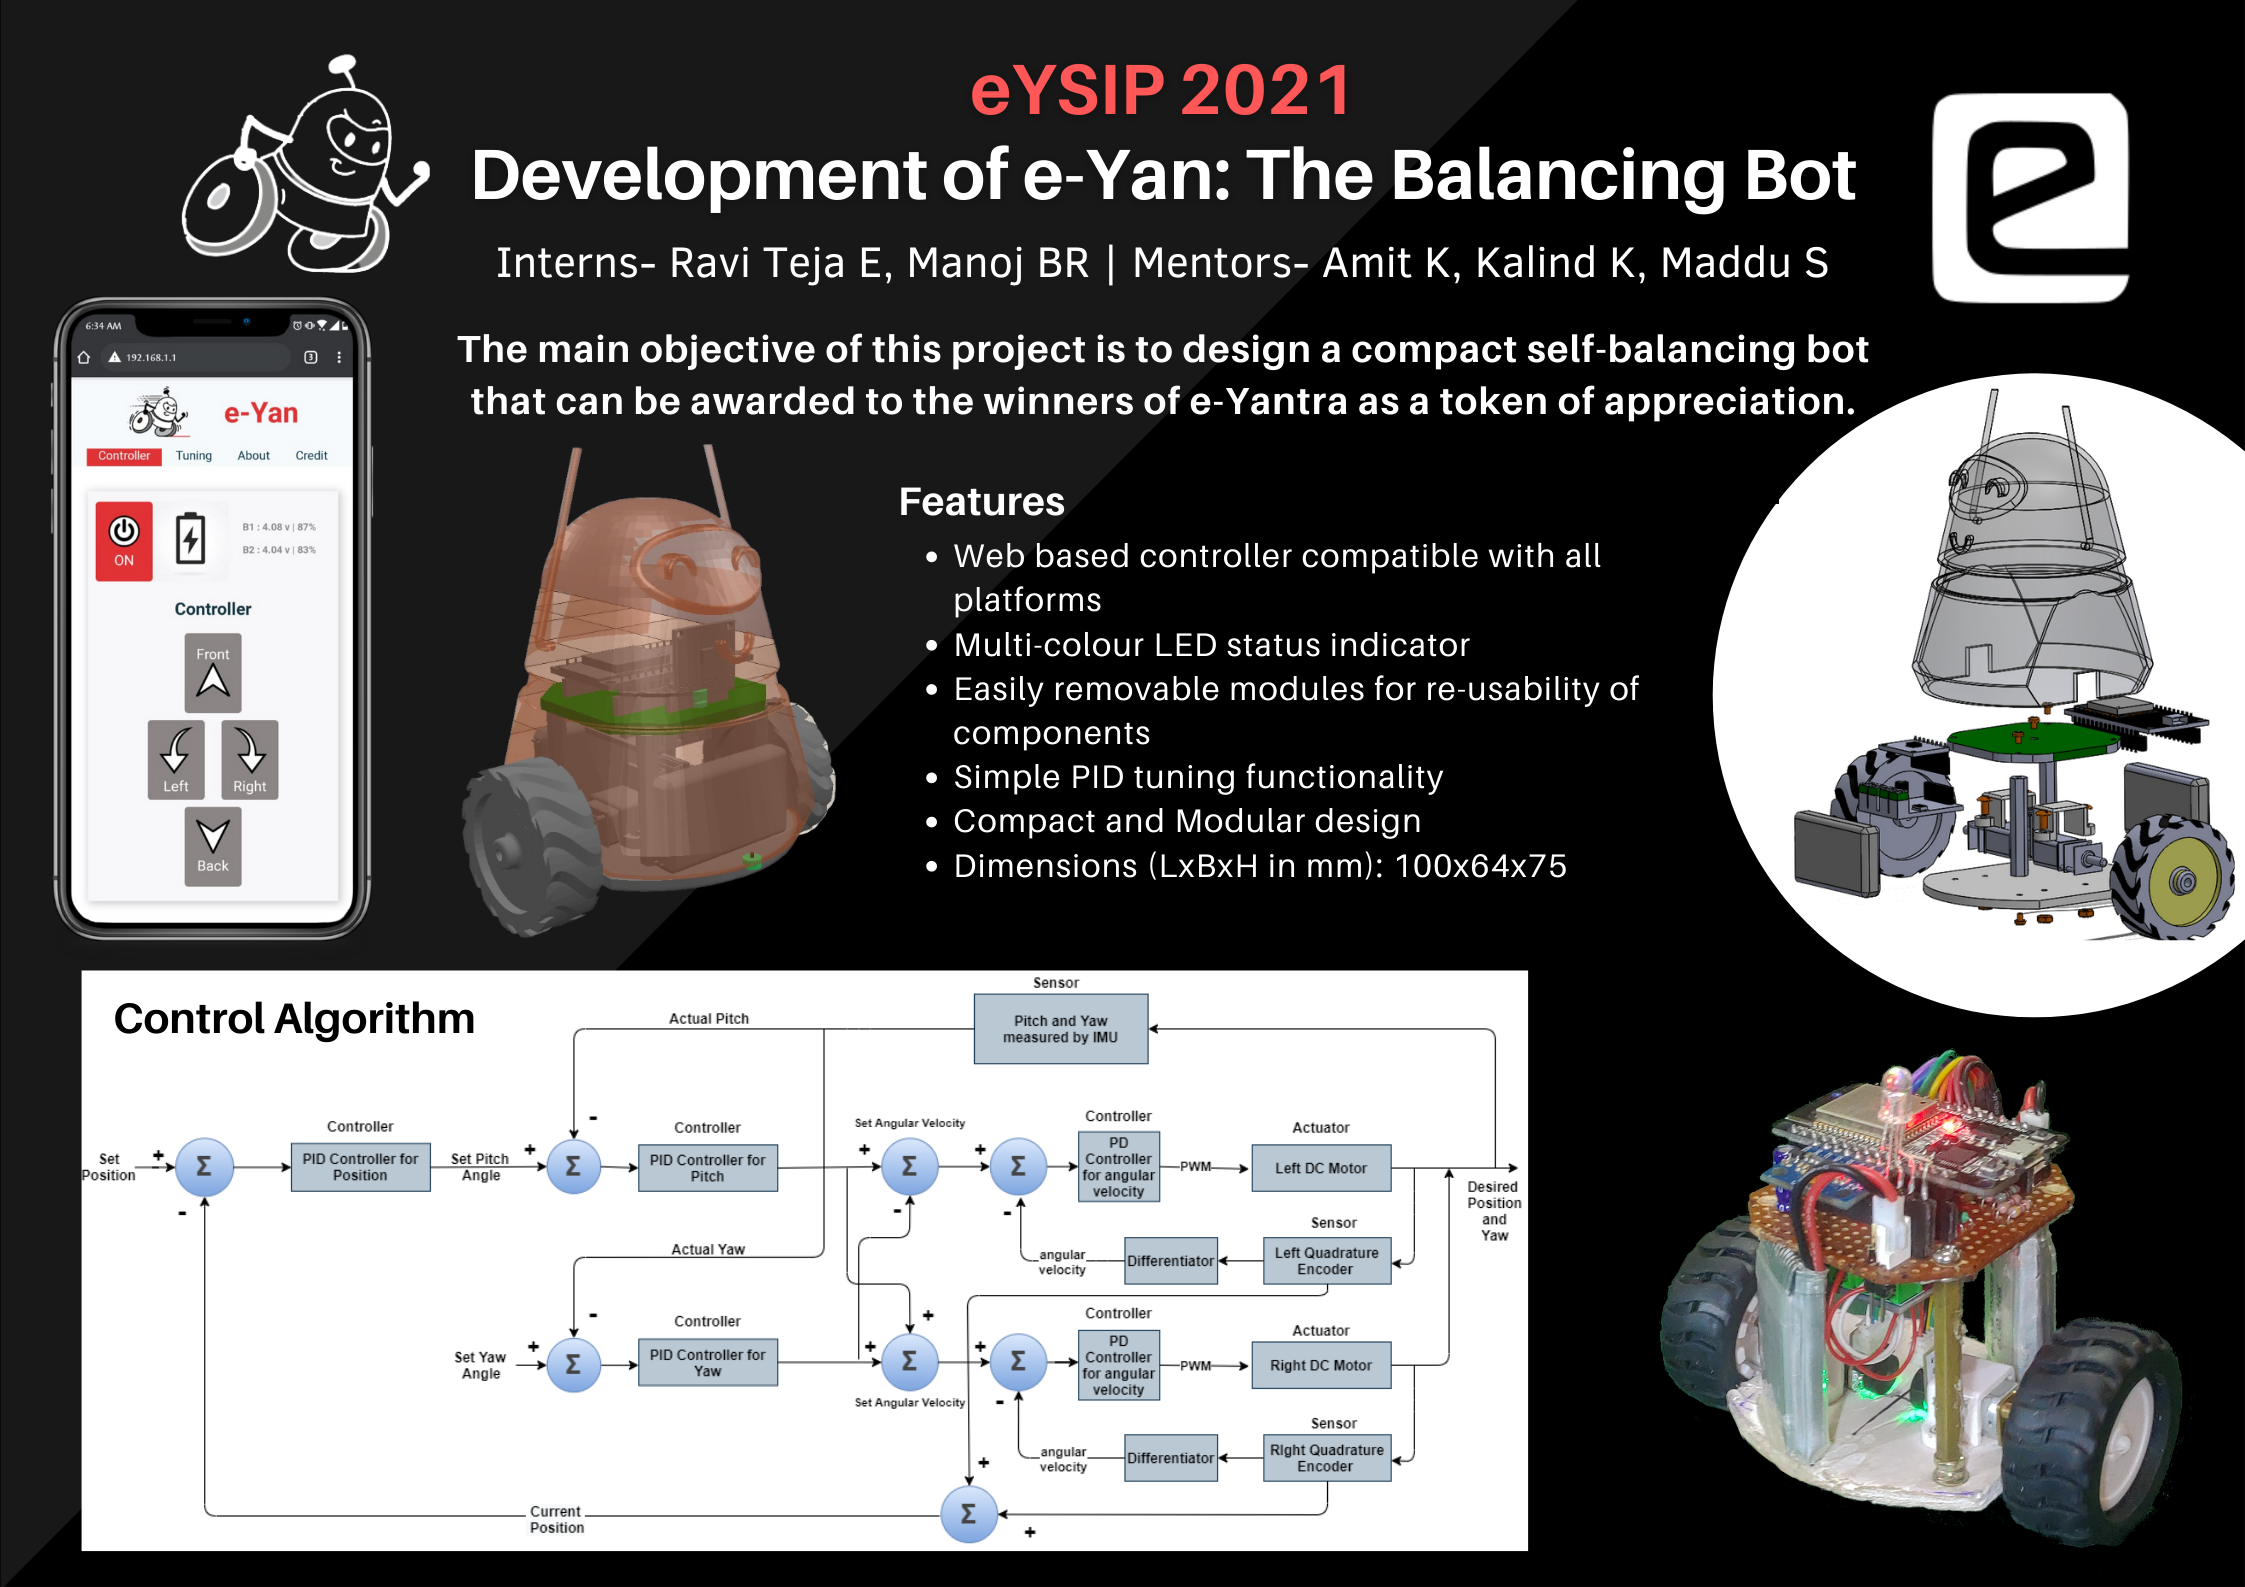 eYSIP 2021
Development of e-Yan: The Balancing Bot
Interns- Ravi Teja E, Manoj BR | Mentors- Amit K, Kalind K, Maddu S
The main objective of this project is to design a compact self-balancing bot
that can be awarded to the winners of e-Yantra as a token of appreciation.
6:34 AM
192.168.1.1
3
e-Yan
Controller Tuning About Credit
ON
B1 : 4.08 v | 87%
B2 : 4.04 v | 83%
Controller
Front
Left Right
Back
Features
• Web based controller compatible with all
platforms
• Multi-colour LED status indicator
• Easily removable modules for re-usability of
components
• Simple PID tuning functionality
• Compact and Modular design
• Dimensions (LxBxH in mm): 100x64x75
e
Control Algorithm
Sensor
Pitch and Yaw
measured by IMU
Actual Pitch
-
Set
Position
+
Σ
-
Controller
PID Controller for
Position
Set Pitch
Angle
+
Σ
Controller
PID Controller for
Pitch
Set Angular Velocity
+
Σ
-
+
Σ
-
Controller
PD
Controller
for angular
velocity
PWM
Actuator
Left DC Motor
Desired
Position
and
Yaw
Sensor
Left Quadrature
Encoder
Differentiator
angular
velocity
Actual Yaw
-
Set Yaw
Angle
+
Σ
Controller
PID Controller for
Yaw
+
+
Σ
Set Angular Velocity
+
Σ
-
Controller
PD
Controller
for angular
velocity
PWM
Actuator
Right DC Motor
Sensor
Right Quadrature
Encoder
Differentiator
angular
velocity
+
Σ
+
Current
Position